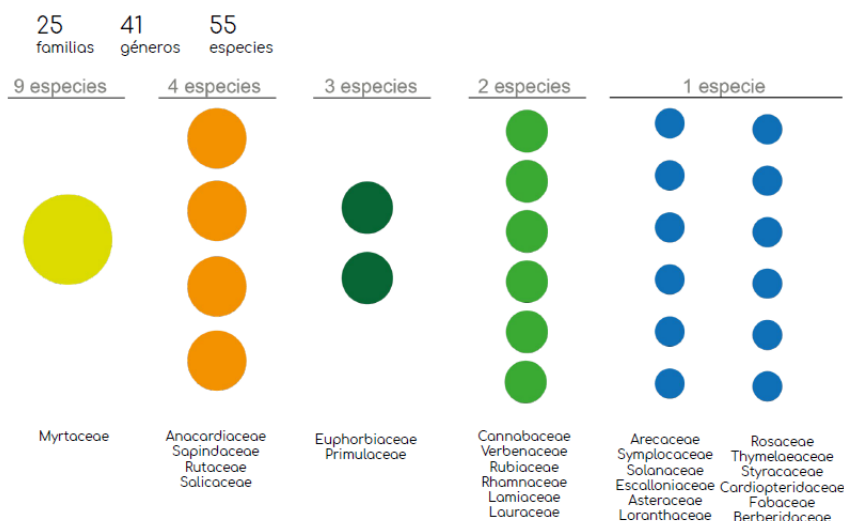 25 41 55
familias géneros especies
9 especies 4 especies 3 especies 2 especies 1 especie
Myrtaceae
Anacardiaceae
Sapindaceae
Rutaceae
Salicaceae
Euphorbiaceae
Primulaceae
Cannabaceae
Verbenaceae
Rubiaceae
Rhamnaceae
Lamiaceae
Lauraceae
Arecaceae
Symplocaceae
Solanaceae
Escalloniaceae
Asteraceae
Loranthaceae
Rosaceae
Thymelaeaceae
Styracaceae
Cardiopteridaceae
Fabaceae
Berberidaceae